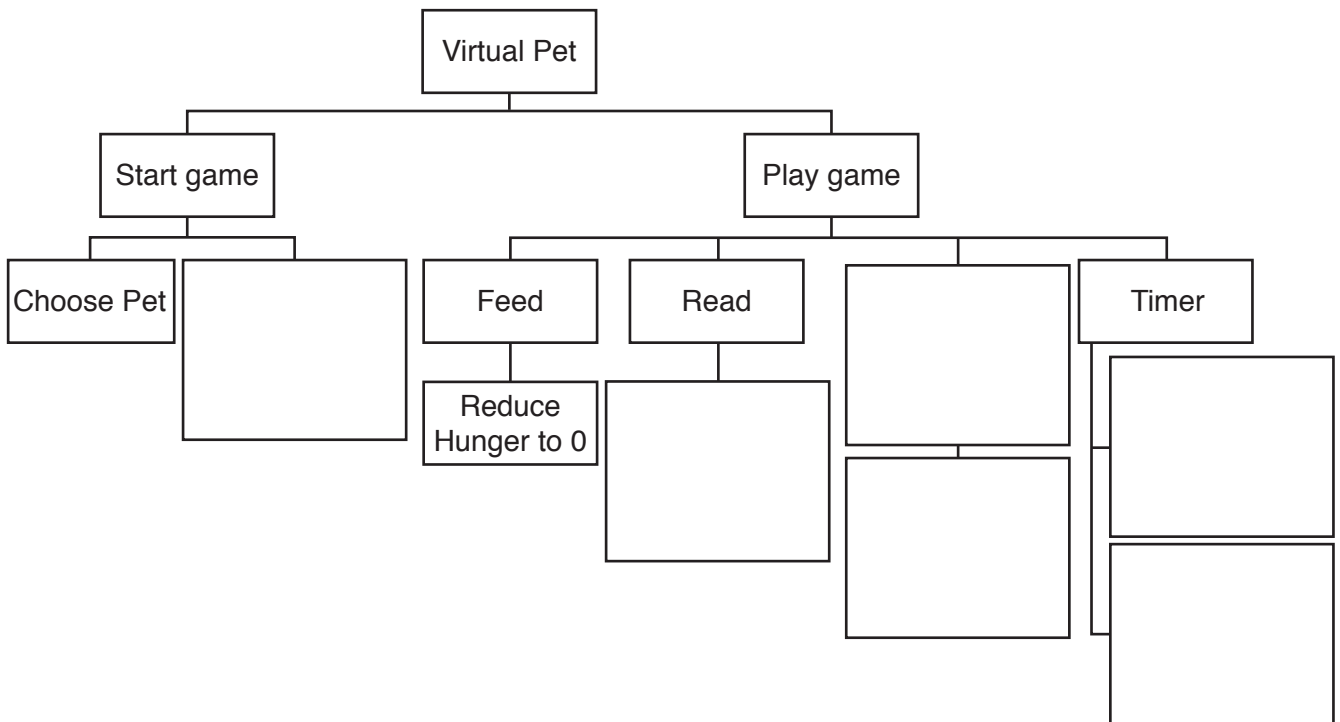 Virtual Pet
Start game
Play game
Choose Pet
Feed
Read
Timer
Reduce
Hunger to 0